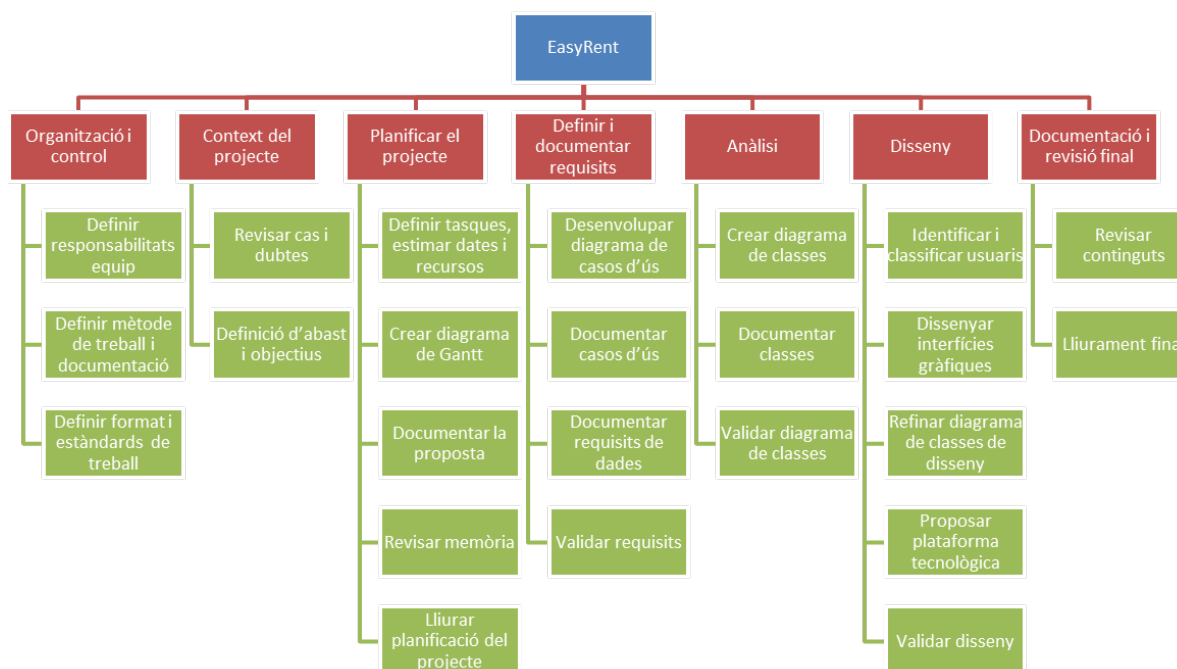 EasyRent
Organització i
control
Definir
responsabilitats
equip
Definir mètode
de treball i
documentació
Definir format i
estàndards de
treball
Context del
projecte
Revisar cas i
dubtes
Definició d’abast
i objectius
Planificar el
projecte
Definir tasques,
estimar dates i
recursos
Crear diagrama
de Gantt
Documentar la
proposta
Revisar memòria
Lliurar
planificació del
projecte
Definir i
documentar
requisits
Desenvolupar
diagrama de
casos d’ús
Documentar
casos d’ús
Documentar
requisits de
dades
Validar requisits
Anàlisi
Crear diagrama
de classes
Documentar
classes
Validar diagrama
de classes
Disseny
Identificar i
classificar usuaris
Dissenyar
interfícies
gràfiques
Refinar diagrama
de classes de
disseny
Proposar
plataforma
tecnològica
Validar disseny
Documentació i
revisió final
Revisar
continguts
Lliurament final